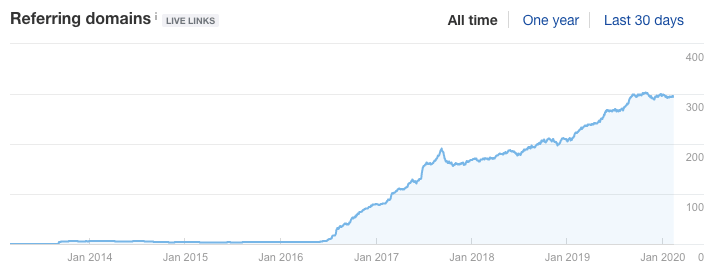 Referring domains i LIVE LINKS All time One year Last 30 days
400
300
200
100
Jan 2014 Jan 2015 Jan 2016 Jan 2017 Jan 2018 Jan 2019 Jan 2020 0